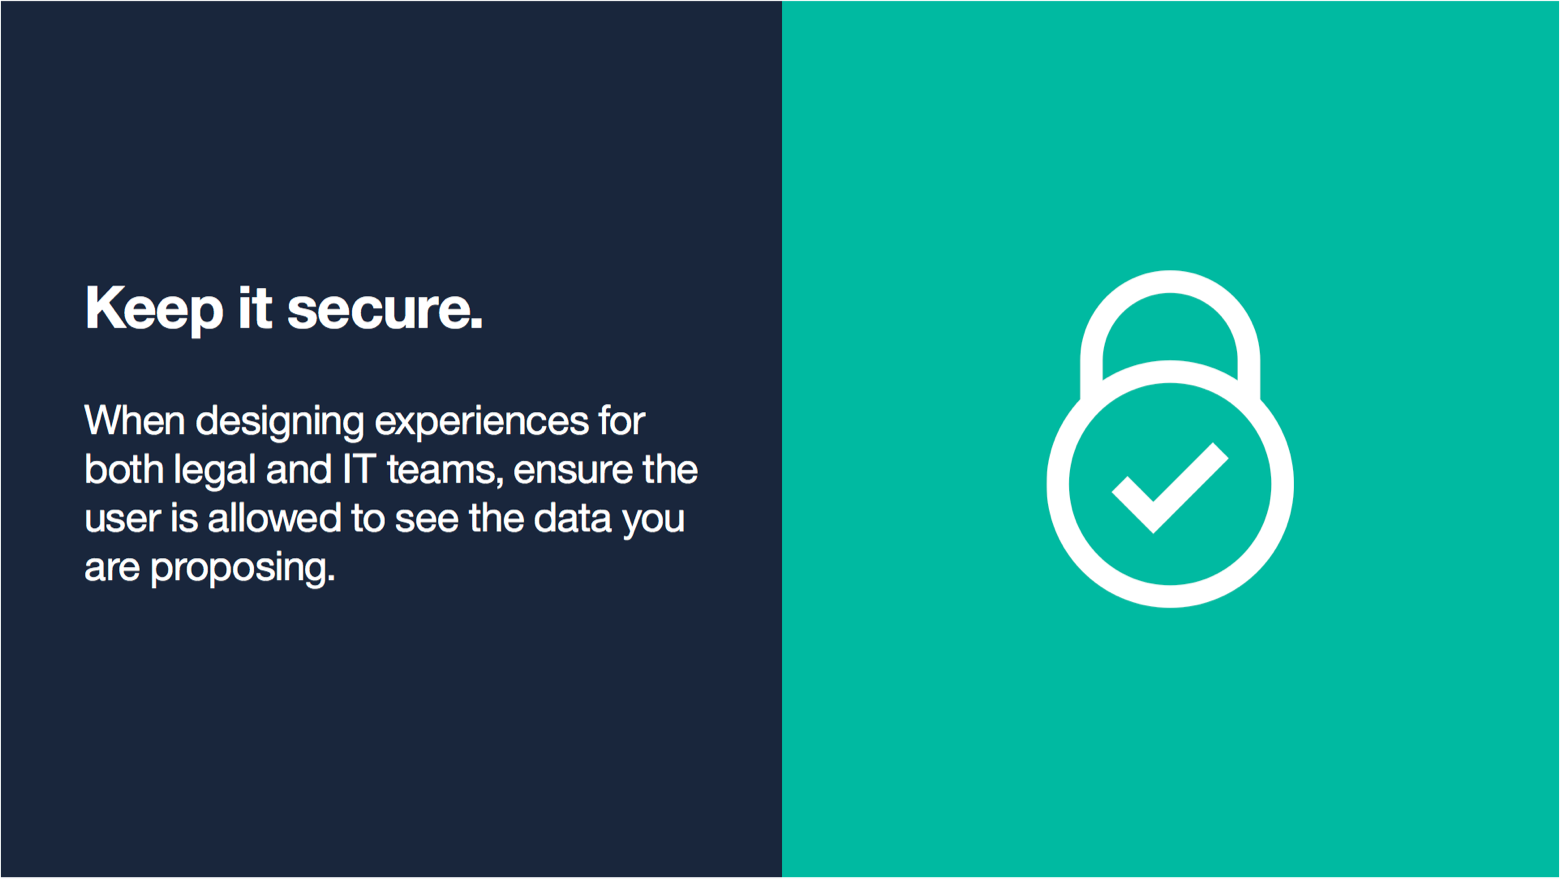 Keep it secure.
When designing experiences for
both legal and IT teams, ensure the
user is allowed to see the data you
are proposing.